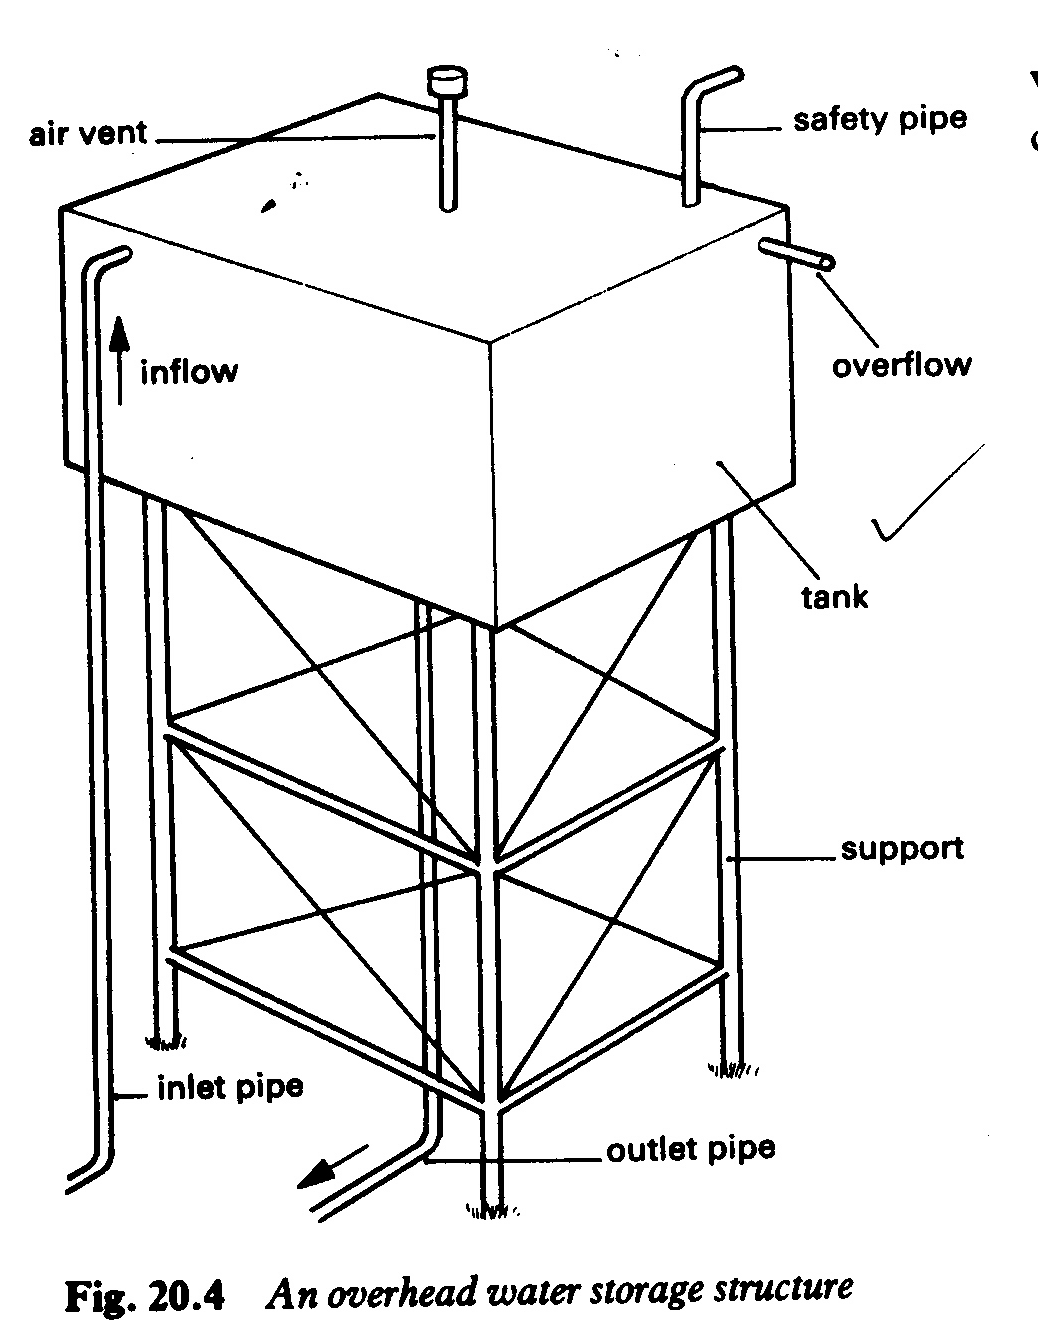 air vent
safety pipe
overflow
inflow
tank
support
inlet pipe
outlet pipe
Fig. 20.4 An overhead water storage structure